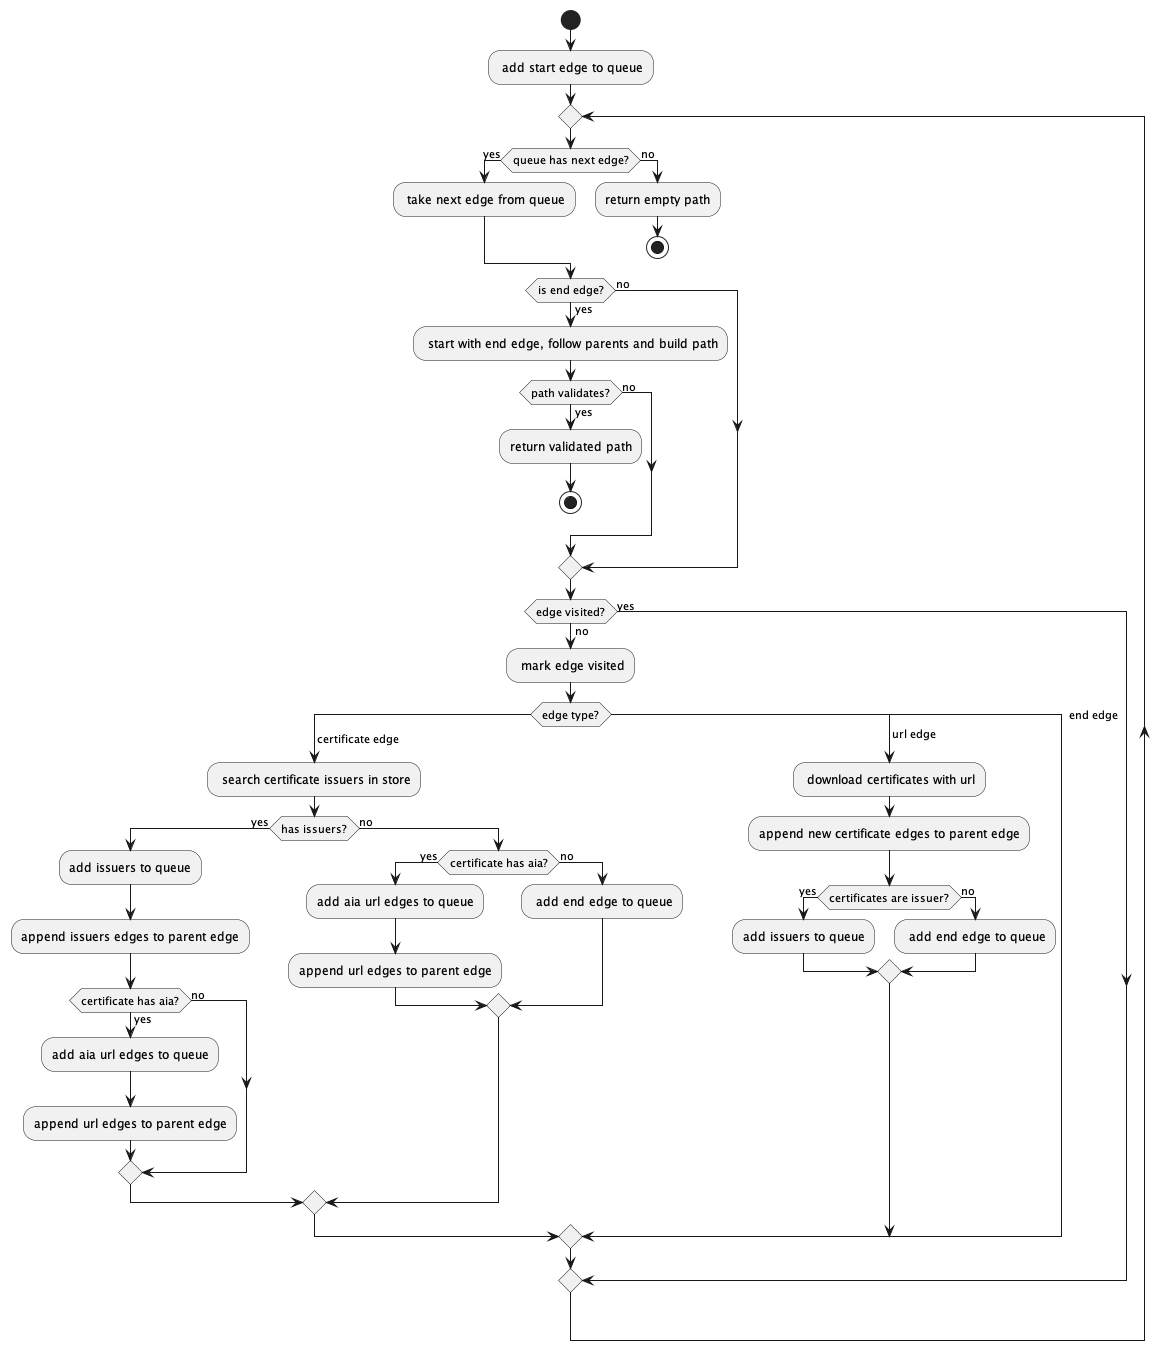 add start edge to queue
yes
queue has next edge?
no
take next edge from queue
return empty path
is end edge?
no
yes
start with end edge, follow parents and build path
path validates?
no
yes
return validated path
edge visited?
yes
no
mark edge visited
edge type?
end edge
certificate edge
url edge
search certificate issuers in store
download certificates with url
yes
has issuers?
no
append new certificate edges to parent edge
add issuers to queue
yes
certificate has aia?
no
add aia url edges to queue
add end edge to queue
yes
certificates are issuer?
no
append issuers edges to parent edge
add issuers to queue
add end edge to queue
append url edges to parent edge
certificate has aia?
no
yes
add aia url edges to queue
append url edges to parent edge